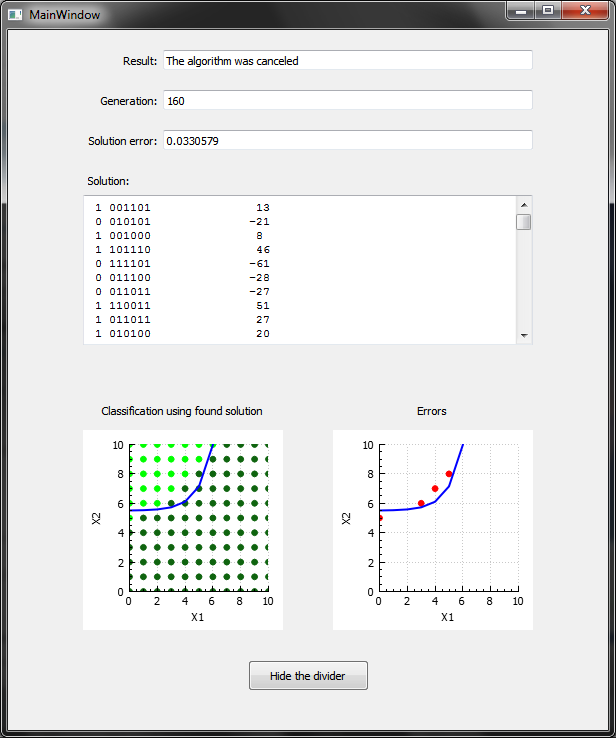 MainWindow
Result: The algorithm was canceled
Generation: 160
Solution error: 0.0330579
Solution:
1 001101 13
0 010101 -21
1 001000 8
1 101110 46
0 111101 -61
0 011100 -28
0 011011 -27
1 110011 51
1 011011 27
1 010100 20
Classification using found solution
10
8
6
4
2
0
X2
0 2 4 6 8 10
X1
Errors
10
8
6
4
2
0
X2
0 2 4 6 8 10
X1
Hide the divider